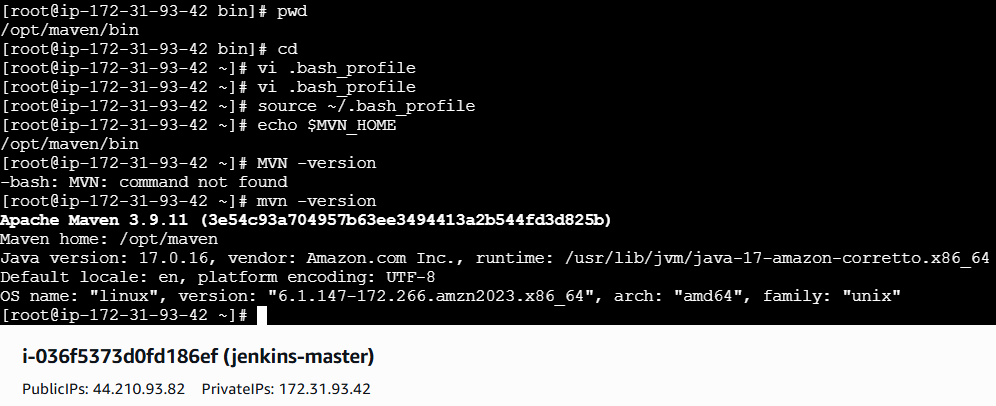 [root@ip-172-31-93-42 bin]# pwd
/opt/maven/bin
[root@ip-172-31-93-42 bin]# cd
[root@ip-172-31-93-42 ~]# vi .bash_profile
[root@ip-172-31-93-42 ~]# vi .bash_profile
[root@ip-172-31-93-42 ~]# source ~/.bash_profile
[root@ip-172-31-93-42 ~]# echo $MVN_HOME
/opt/maven/bin
[root@ip-172-31-93-42 ~]# MVN -version
-bash: MVN: command not found
[root@ip-172-31-93-42 ~]# mvn -version
Apache Maven 3.9.11 (3e54c93a704957b63ee3494413a2b544fd3d825b)
Maven home: /opt/maven
Java version: 17.0.16, vendor: Amazon.com Inc., runtime: /usr/lib/jvm/java-17-amazon-corretto.x86_64
Default locale: en, platform encoding: UTF-8
OS name: "linux", version: "6.1.147-172.266.amzn2023.x86_64", arch: "amd64", family: "unix"
[root@ip-172-31-93-42 ~]#
i-036f5373d0fd186ef (jenkins-master)
PublicIPs: 44.210.93.82 PrivateIPs: 172.31.93.42